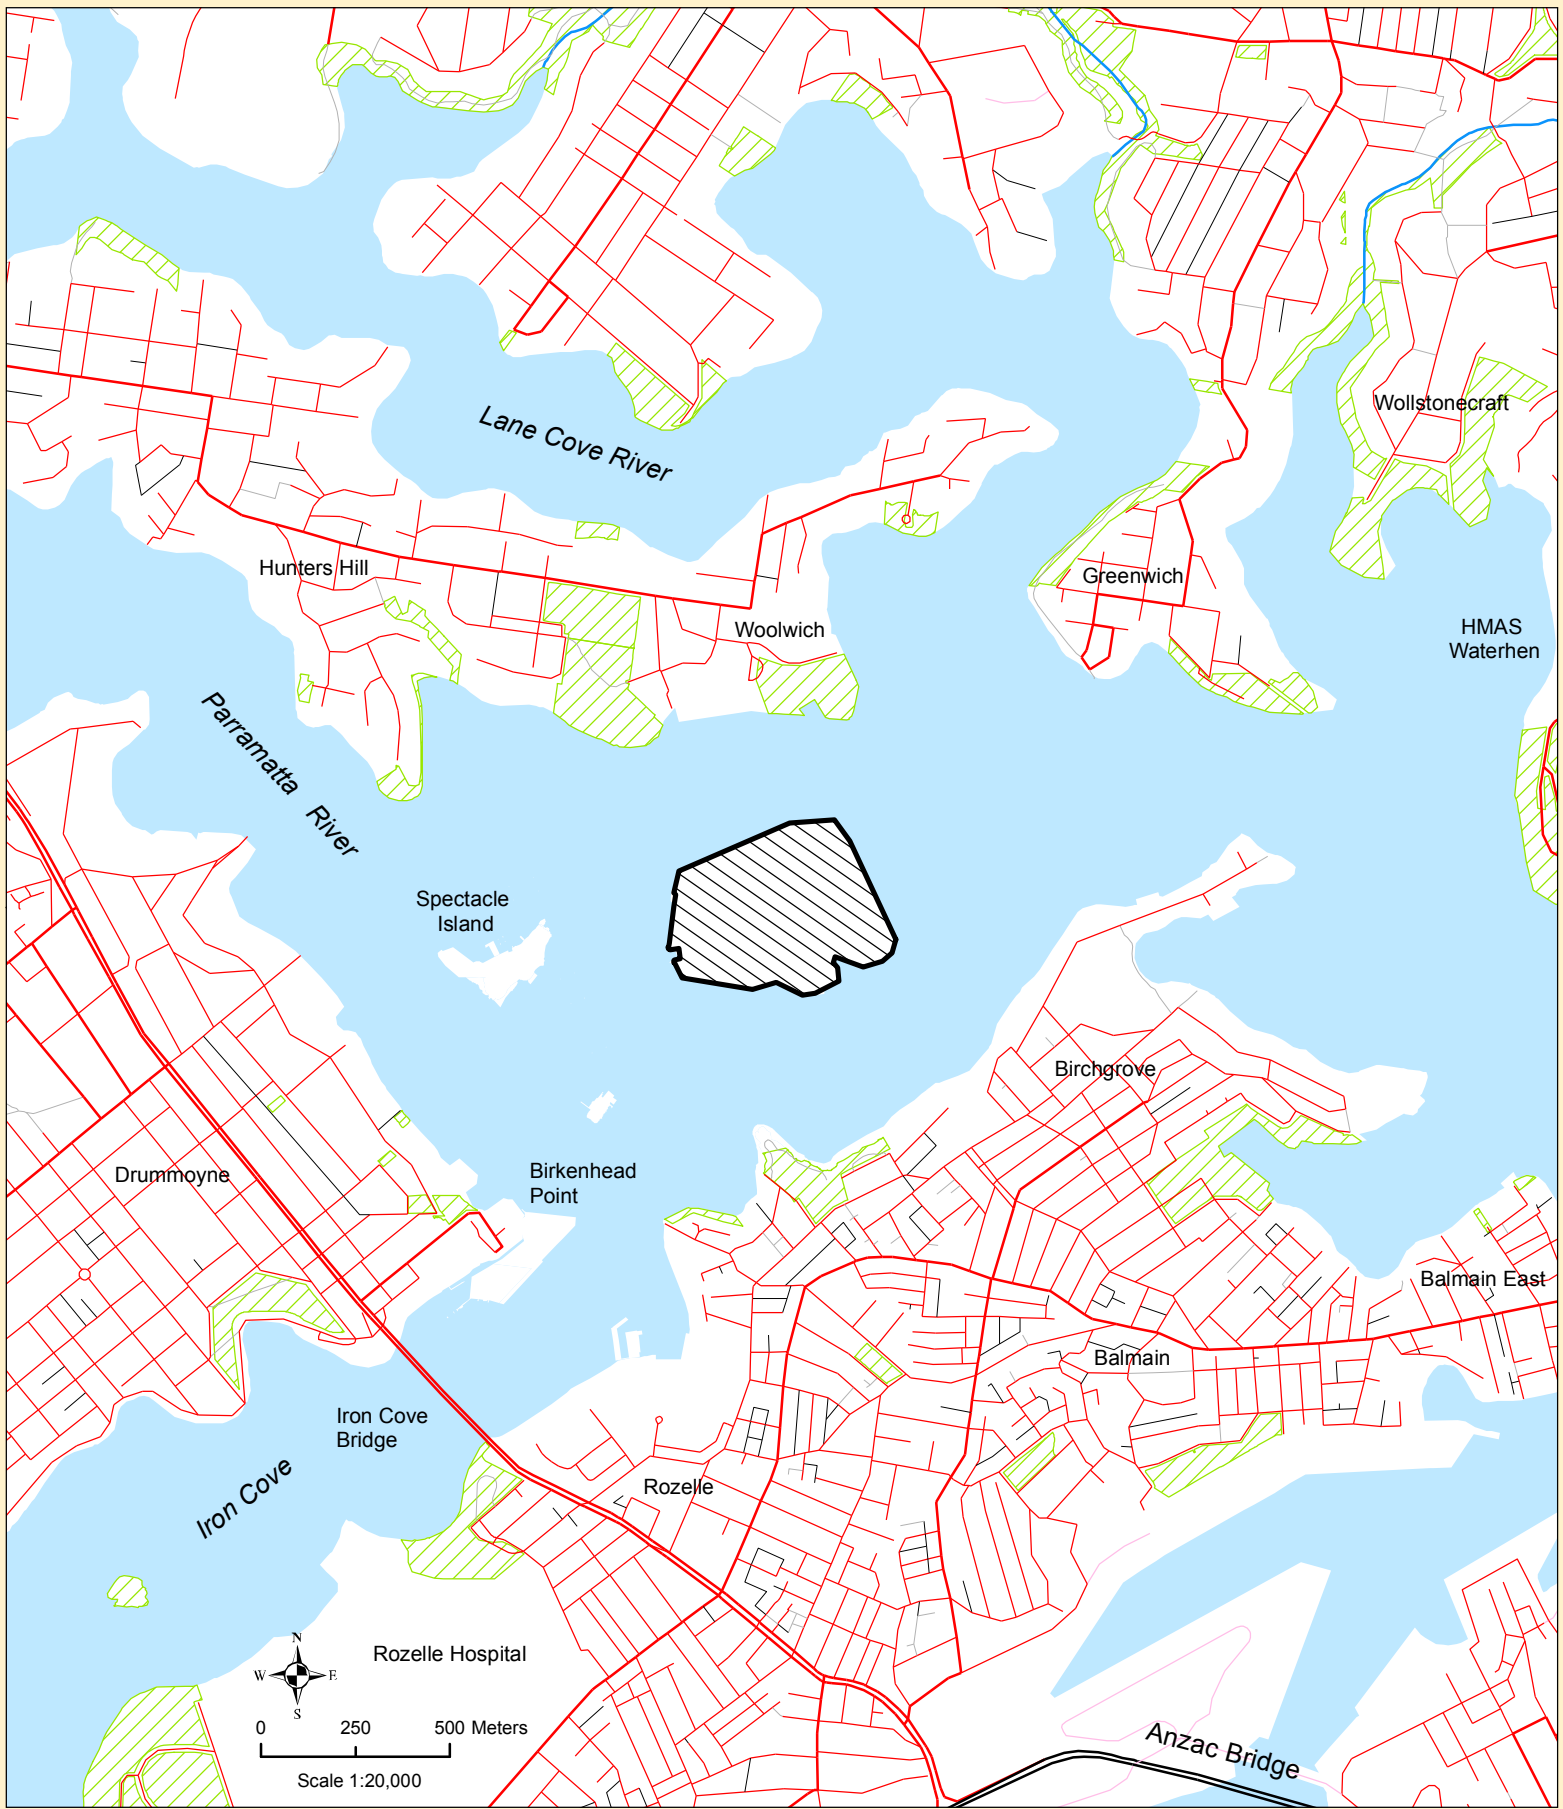 Wollstonecraft
Lane Cove River
Hunters Hill
Greenwich
Woolwich
HMAS
Waterhen
Parramatta River
Spectacle
Island
Birchgrove
Drummoyne
Birkenhead
Point
Balmain East
Balmain
Iron Cove
Bridge
Iron Cove
Rozelle
Rozelle Hospital
N
W E
S
0 250 500 Meters
Scale 1:20,000
Anzac Bridge